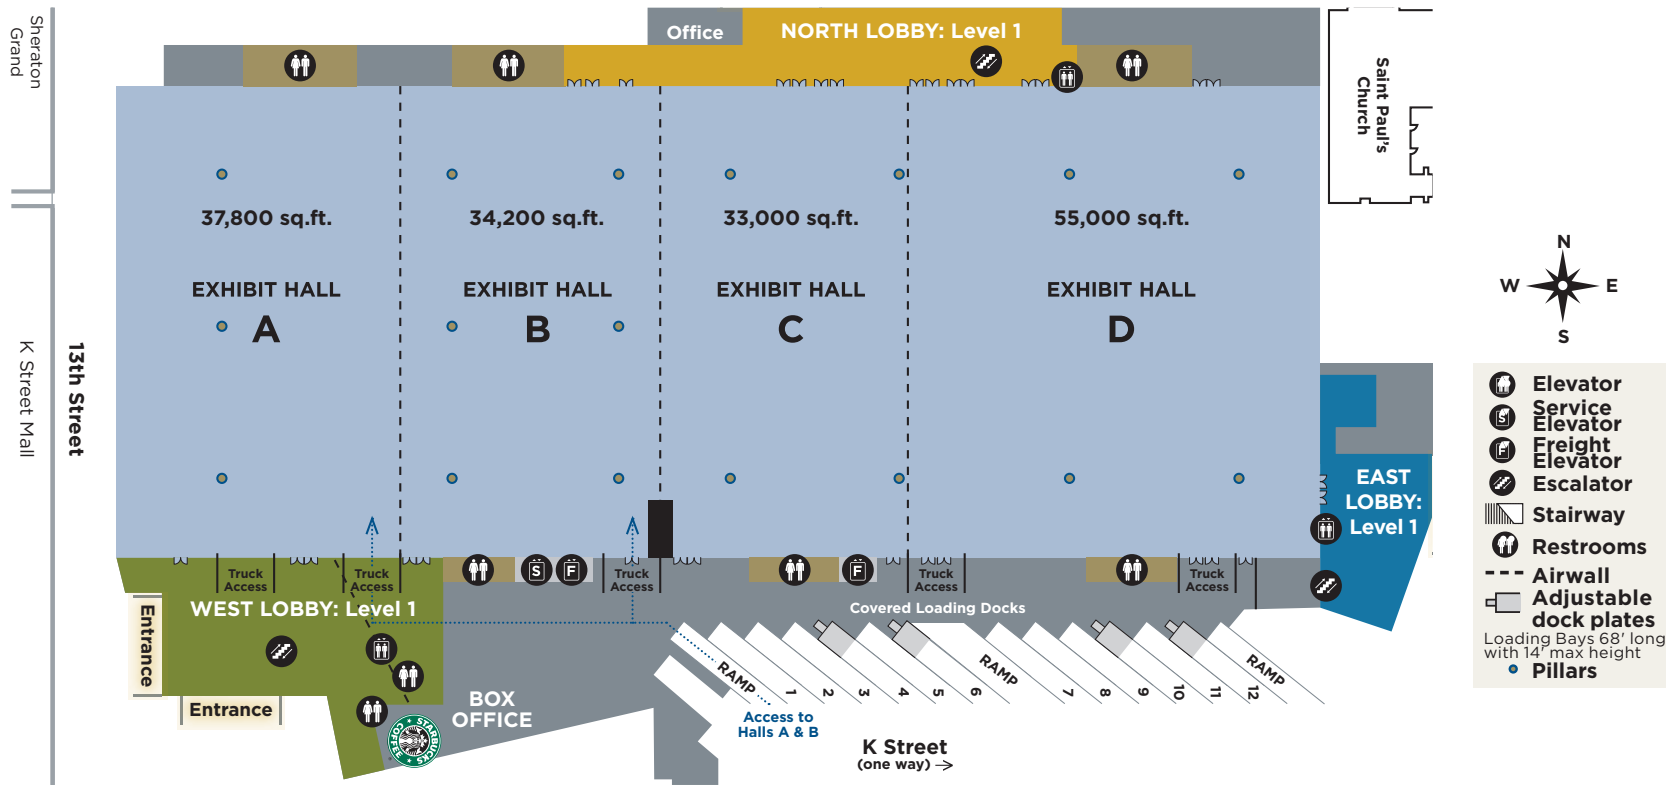 Sheraton
Grand
K Street Mall
13th Street
Office
NORTH LOBBY: Level 1
Saint Paul's
Church
37,800 sq.ft.
34,200 sq.ft.
33,000 sq.ft.
55,000 sq.ft.
EXHIBIT HALL
A
EXHIBIT HALL
B
EXHIBIT HALL
C
EXHIBIT HALL
D
N
W
E
S
EAST
LOBBY:
Level 1
Truck
Access
Truck
Access
S
F
Truck
Access
F
Truck
Access
Truck
Access
WEST LOBBY: Level 1
Covered Loading Docks
Entrance
Entrance
BOX
OFFICE
STARBUCKS
COFFEE
RAMP
1
2
3
4
5
6
RAMP
7
8
9
10
11
12
RAMP
Access to
Halls A & B
K Street
(one way)
Elevator
S
Service
Elevator
F
Freight
Elevator
Escalator
Stairway
Restrooms
Airwall
Adjustable
dock plates
Loading Bays 68' long
with 14' max height
Pillars